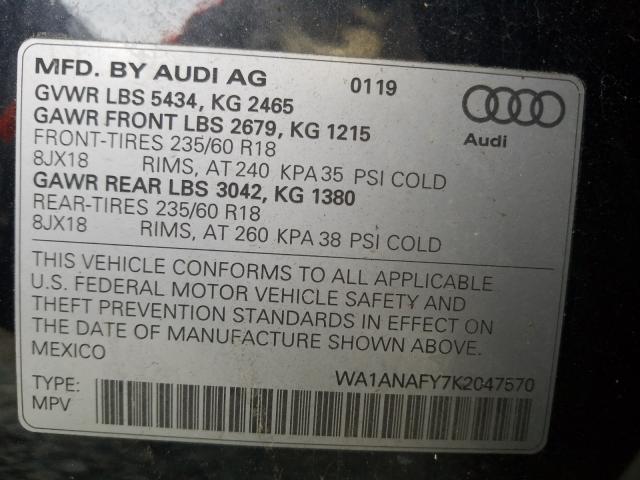 MFD. BY AUDI AG 0119
GVWR LBS 5434, KG 2465
GAWR FRONT LBS 2679, KG 1215
FRONT-TIRES 235/60 R18
8JX18 RIMS, AT 240 KPA 35 PSI COLD
GAWR REAR LBS 3042, KG 1380
REAR-TIRES 235/60 R18
8JX18 RIMS, AT 260 KPA 38 PSI COLD
Audi
THIS VEHICLE CONFORMS TO ALL APPLICABLE
U.S. FEDERAL MOTOR VEHICLE SAFETY AND
THEFT PREVENTION STANDARDS IN EFFECT ON
THE DATE OF MANUFACTURE SHOWN ABOVE.
MEXICO
WA1ANAFY7K2047570
TYPE:
MPV